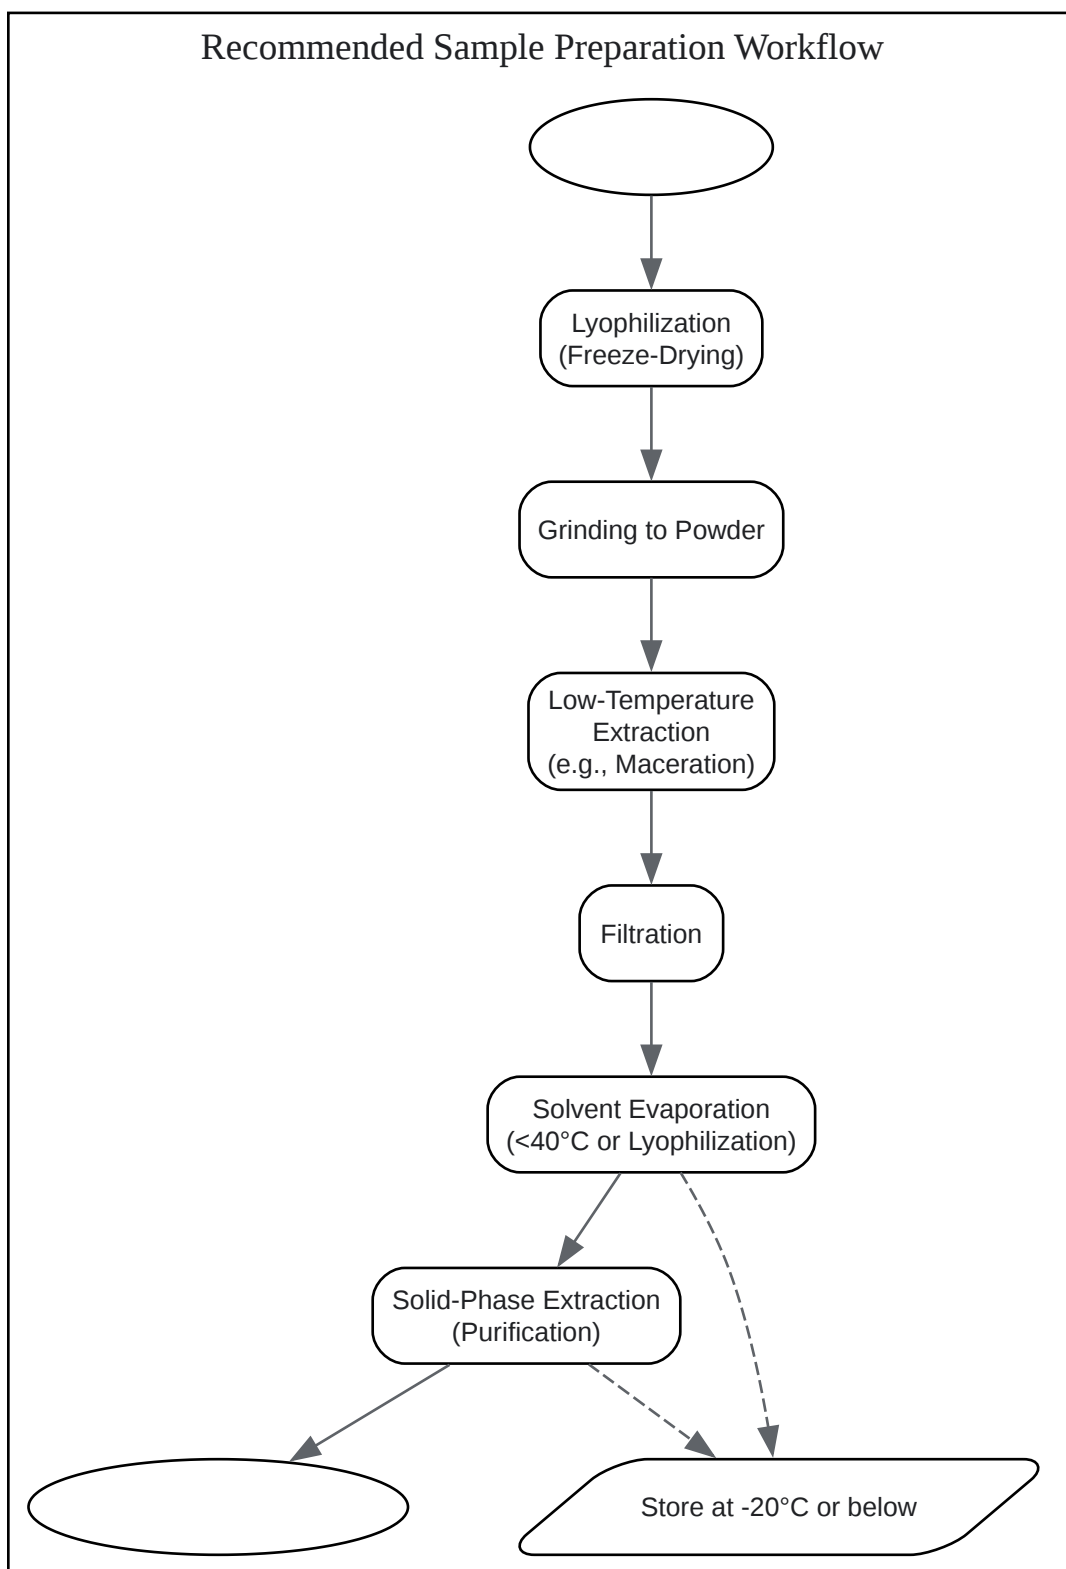 Recommended Sample Preparation Workflow
Lyophilization
(Freeze-Drying)
Grinding to Powder
Low-Temperature
Extraction
(e.g., Maceration)
Filtration
Solvent Evaporation
(<40°C or Lyophilization)
Solid-Phase Extraction
(Purification)
Store at -20°C or below